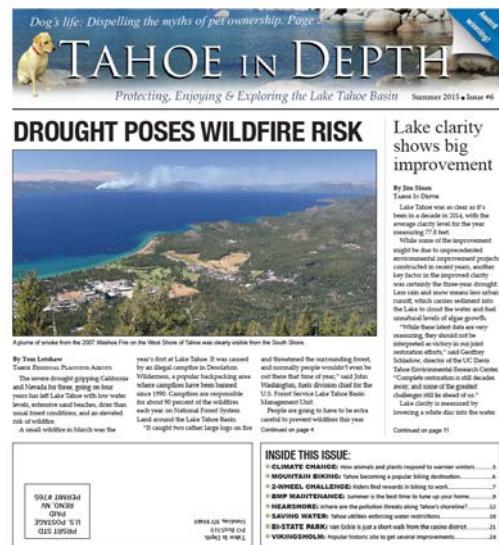 Dog's life: Dispelling the myths of pet ownership. Page 3
Award
winning!
TAHOE IN DEPTH
Protecting, Enjoying & Exploring the Lake Tahoe Basin Summer 2015 ■ Issue #6
DROUGHT POSES WILDFIRE RISK
A plume of smoke from the 2007 Washoe Fire on the West Shore of Tahoe was clearly visible from the South Shore.
By Tom Lotshaw
TAHOE REGIONAL PLANNING AGENCY
The severe drought gripping California
and Nevada for three, going on four
years has left Lake Tahoe with low water
levels, extensive sand beaches, drier than
usual forest conditions, and an elevated
risk of wildfire.
A small wildfire in March was the
year's first at Lake Tahoe. It was caused
by an illegal campfire in Desolation
Wilderness, a popular backpacking area
where campfires have been banned
since 1990. Campfires are responsible
for about 90 percent of the wildfires
each year on National Forest System
Land around the Lake Tahoe Basin.
"It caught two rather large logs on fire
and threatened the surrounding forest,
and normally people wouldn't even be
out there that time of year," said John
Washington, fuels division chief for the
U.S. Forest Service Lake Tahoe Basin
Management Unit.
People are going to have to be extra
careful to prevent wildfires this year
Continued on page 4
Lake clarity
shows big
improvement
By Jim Sloan
TAHOE IN DEPTH
Lake Tahoe was as clear as it's
been in a decade in 2014, with the
average clarity level for the year
measuring 77.8 feet.
While some of the improvement
might be due to unprecedented
environmental improvement projects
constructed in recent years, another
key factor in the improved clarity
was certainly the three-year drought.
Less rain and snow means less urban
runoff, which carries sediment into
the Lake to cloud the water and fuel
unnatural levels of algae growth.
"While these latest data are very
reassuring, they should not be
interpreted as victory in our joint
restoration efforts," said Geoffrey
Schladow, director of the UC Davis
Tahoe Environmental Research Center.
"Complete restoration is still decades
away, and some of the greatest
challenges still lie ahead of us."
Lake clarity is measured by
lowering a white disc into the water
Continued on page 11
PRSRT STD
U.S. POSTAGE
PAID
RENO, NV
PERMIT #766
Tahoe In Depth
PO Box 5310
Stateline, NV 89449
INSIDE THIS ISSUE:
■ CLIMATE CHANGE: How animals and plants respond to warmer winters
■ MOUNTAIN BIKING: Tahoe becoming a popular biking destination
■ 2-WHEEL CHALLENGE: Riders find rewards in biking to work
■ BMP MAINTENANCE: Summer is the best time to tune up your home
■ NEARSHORE: Where are the pollution threats along Tahoe's shoreline?
■ SAVING WATER: Tahoe utilities enforce water restrictions
■ BI-STATE PARK: Van Sickle is just a short walk from the casino district
■ VIKINGSHOLM: Popular historic site to get several improvements